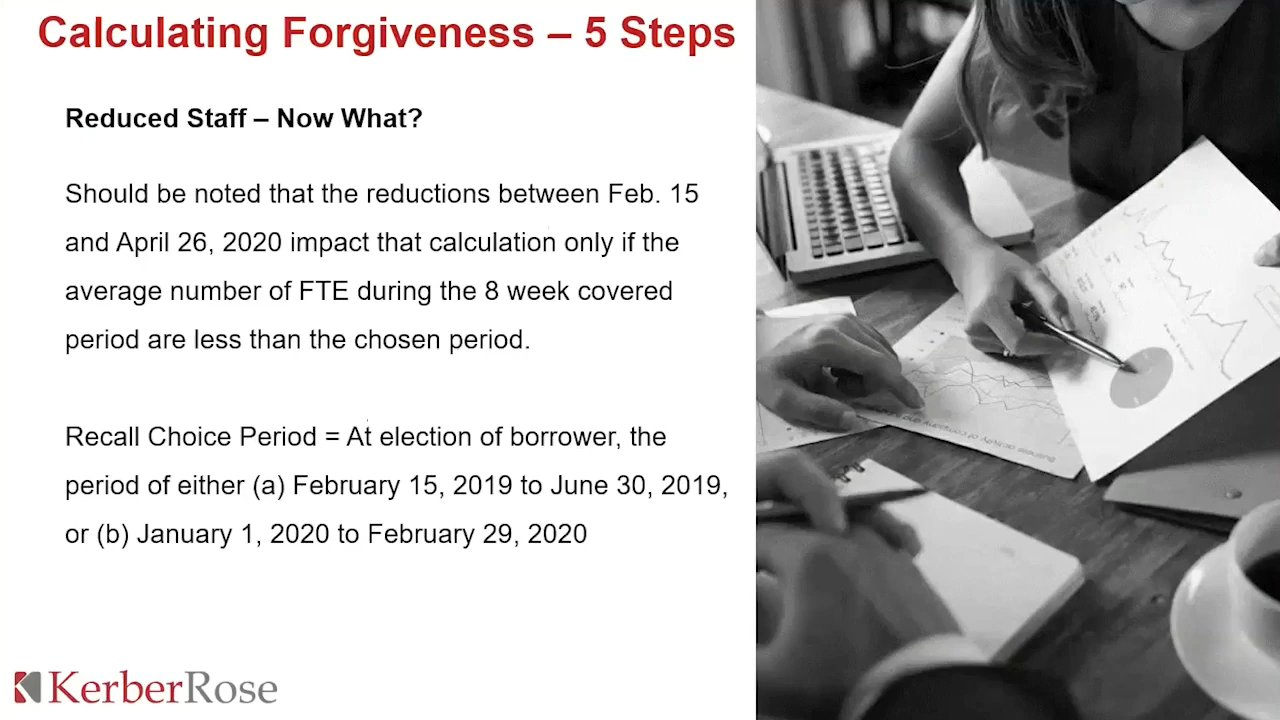 Calculating Forgiveness – 5 Steps
Reduced Staff – Now What?
Should be noted that the reductions between Feb. 15
and April 26, 2020 impact that calculation only if the
average number of FTE during the 8 week covered
period are less than the chosen period.
Recall Choice Period = At election of borrower, the
period of either (a) February 15, 2019 to June 30, 2019,
or (b) January 1, 2020 to February 29, 2020
KerberRose